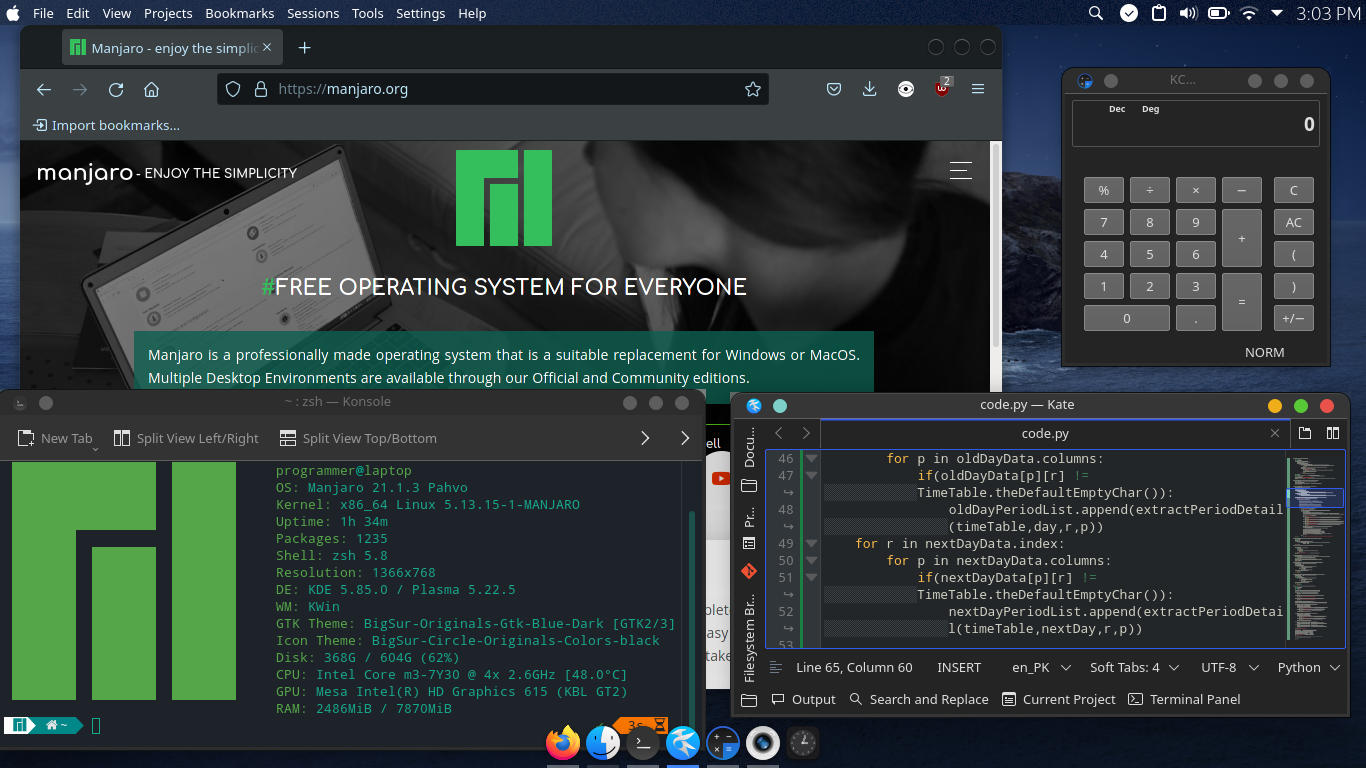 File Edit View Projects Bookmarks Sessions Tools Settings Help
3:03 PM
Manjaro - enjoy the simplic
2
https://manjaro.org
Import bookmarks...
manjaro - ENJOY THE SIMPLICITY
#FREE OPERATING SYSTEM FOR EVERYONE
Manjaro is a professionally made operating system that is a suitable replacement for Windows or MacOS.
Multiple Desktop Environments are available through our Official and Community editions.
KC...
Dec Deg
0
% ÷ × − C
7 8 9 + AC
4 5 6 (
1 2 3 = )
0 . +/−
NORM
~ : zsh — Konsole
New Tab Split View Left/Right Split View Top/Bottom
programmer@laptop
OS: Manjaro 21.1.3 Pahvo
Kernel: x86_64 Linux 5.13.15-1-MANJARO
Uptime: 1h 34m
Packages: 1235
Shell: zsh 5.8
Resolution: 1366x768
DE: KDE 5.85.0 / Plasma 5.22.5
WM: KWin
GTK Theme: BigSur-Originals-Gtk-Blue-Dark [GTK2/3]
Icon Theme: BigSur-Circle-Originals-Colors-black
Disk: 368G / 604G (62%)
CPU: Intel Core m3-7Y30 @ 4x 2.6GHz [48.0°C]
GPU: Mesa Intel(R) HD Graphics 615 (KBL GT2)
RAM: 2486MiB / 7870MiB
~
3s
ell
plete
asy
take
code.py — Kate
code.py
Docu...
Pr...
Filesystem Br...
46 for p in oldDayData.columns:
47 if(oldDayData[p][r] !=
TimeTable.theDefaultEmptyChar()):
48 oldDayPeriodList.append(extractPeriodDetail
(timeTable,day,r,p))
49 for r in nextDayData.index:
50 for p in nextDayData.columns:
51 if(nextDayData[p][r] !=
TimeTable.theDefaultEmptyChar()):
52 nextDayPeriodList.append(extractPeriodDetai
l(timeTable,nextDay,r,p))
53
Line 65, Column 60 INSERT en_PK Soft Tabs: 4 UTF-8 Python
Output Search and Replace Current Project Terminal Panel